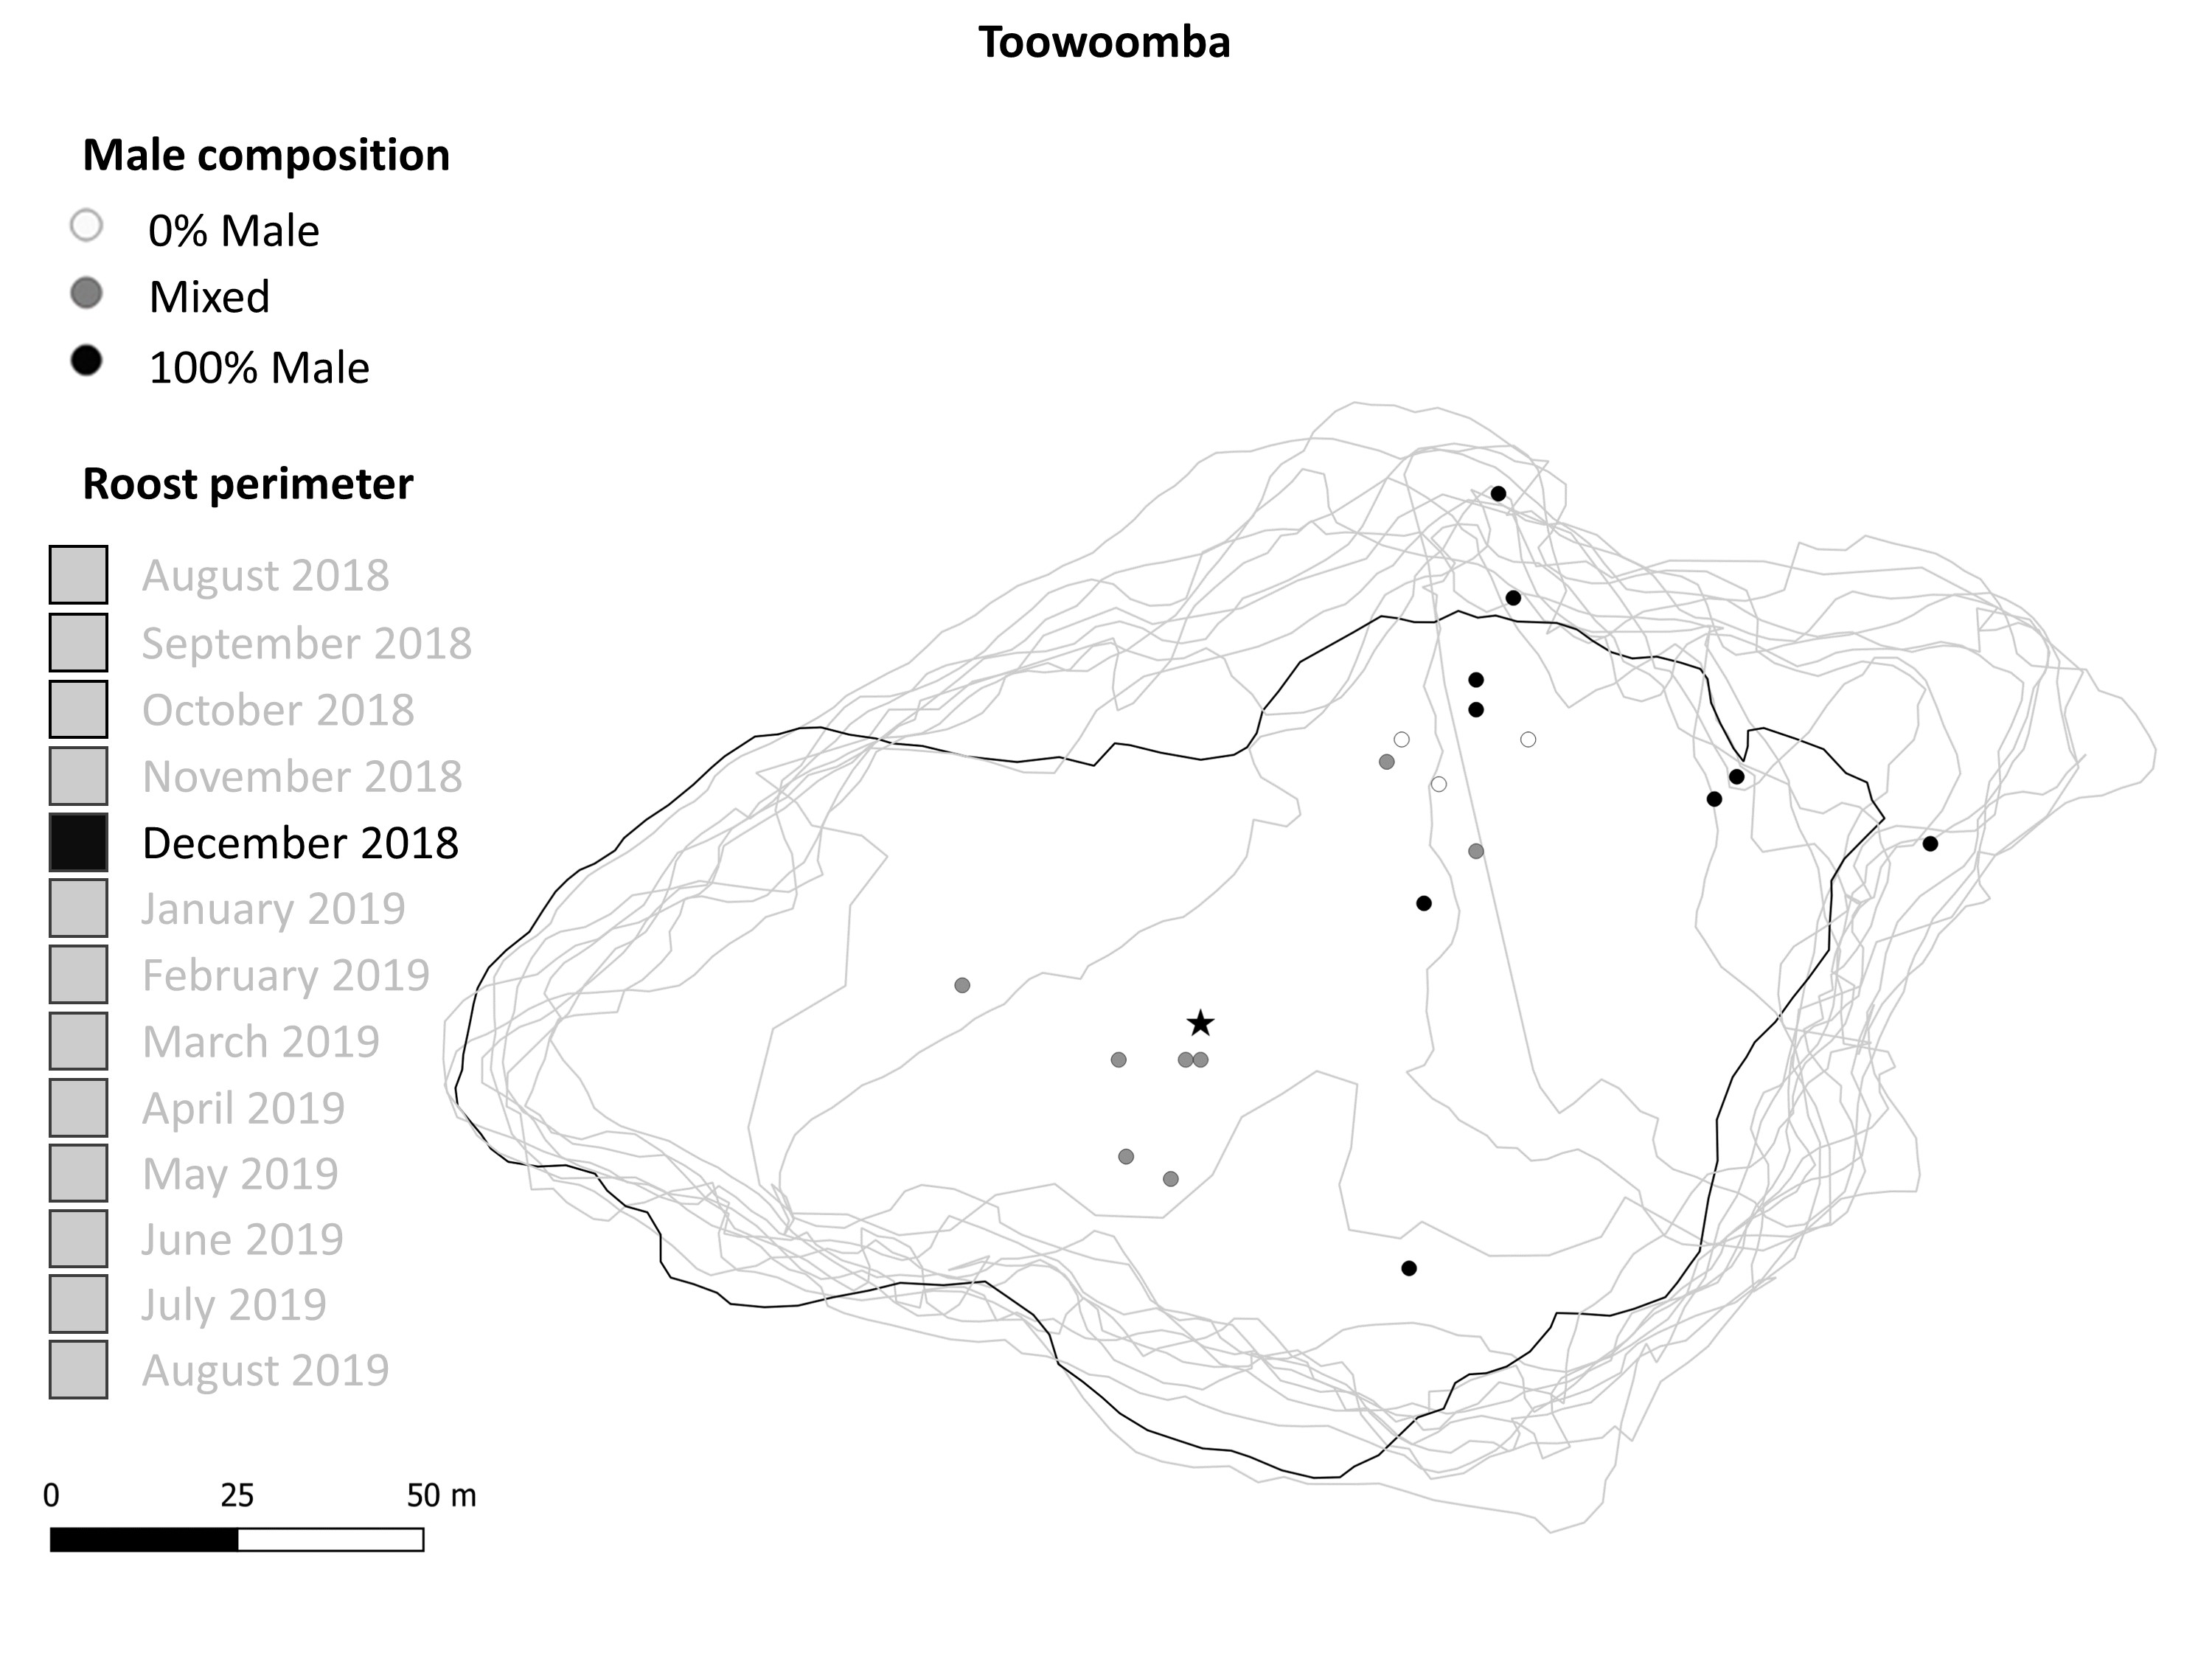 Toowoomba
Male composition
0% Male
Mixed
100% Male
Roost perimeter
August 2018
September 2018
October 2018
November 2018
December 2018
January 2019
February 2019
March 2019
April 2019
May 2019
June 2019
July 2019
August 2019
0 25 50 m